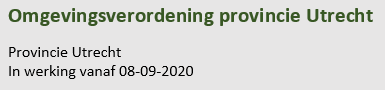 Omgevingsverordening provincie Utrecht
Provincie Utrecht
In werking vanaf 08-09-2020